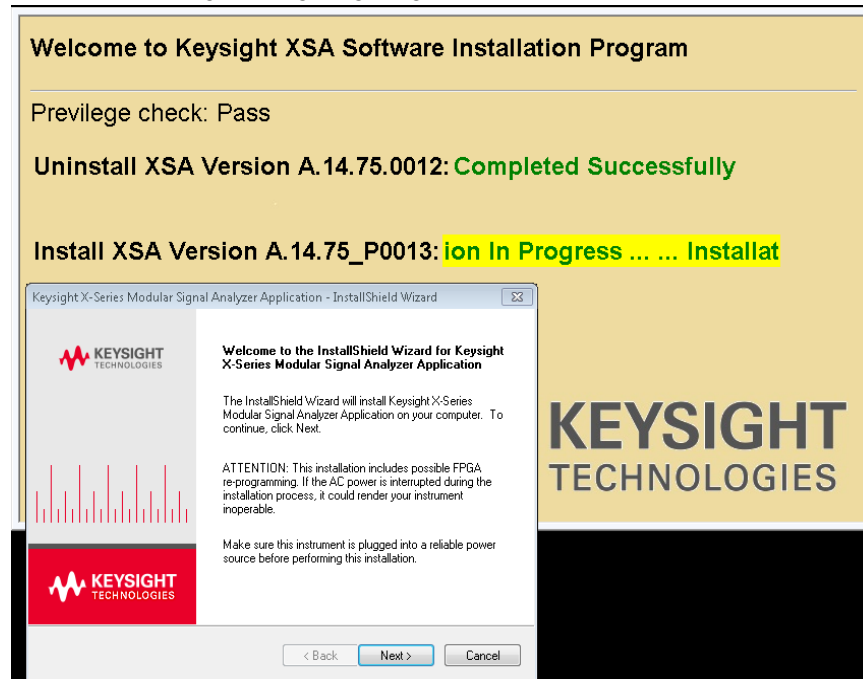 Welcome to Keysight XSA Software Installation Program
Previlege check: Pass
Uninstall XSA Version A.14.75.0012: Completed Successfully
Install XSA Version A.14.75_P0013: ion In Progress ... ... Installat
Keysight X-Series Modular Signal Analyzer Application - InstallShield Wizard
KEYSIGHT
TECHNOLOGIES
Welcome to the InstallShield Wizard for Keysight
X-Series Modular Signal Analyzer Application
The InstallShield Wizard will install Keysight X-Series
Modular Signal Analyzer Application on your computer. To
continue, click Next.
ATTENTION: This installation includes possible FPGA
re-programming. If the AC power is interrupted during the
installation process, it could render your instrument
inoperable.
Make sure this instrument is plugged into a reliable power
source before performing this installation.
KEYSIGHT
TECHNOLOGIES
< Back
Next >
Cancel
KEYSIGHT
TECHNOLOGIES